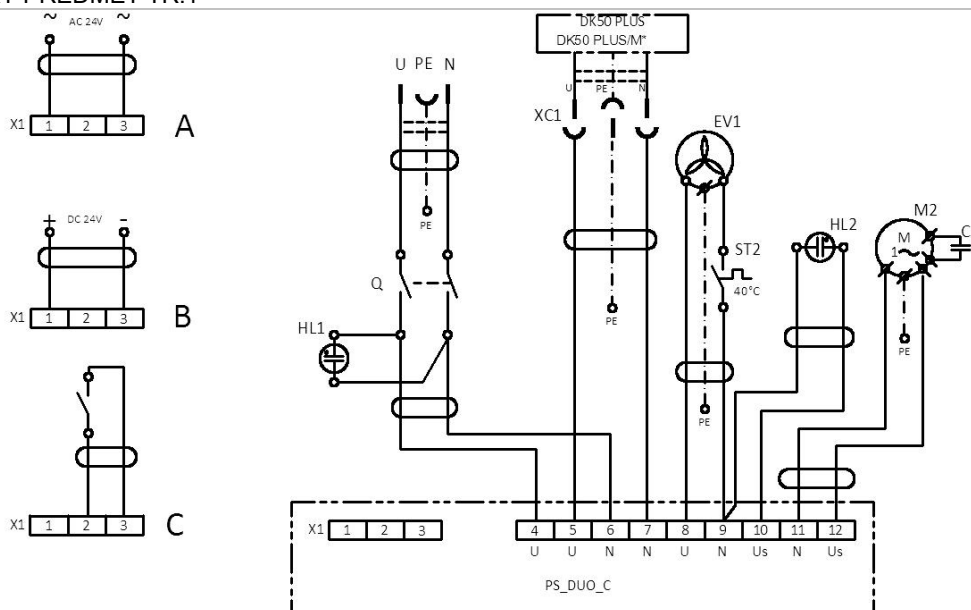 ~ AC 24V ~
X1 1 2 3 A
+ DC 24V -
X1 1 2 3 B
X1 1 2 3 C
DK50 PLUS
DK50 PLUS/M*
U PE N
U PE N
XC1
EV1
M2
HL2
M
1~
C
ST2
40°C
PE
Q
PE
PE
HL1
PE
X1 1 2 3 4 5 6 7 8 9 10 11 12
U U N N U N Us N Us
PS_DUO_C